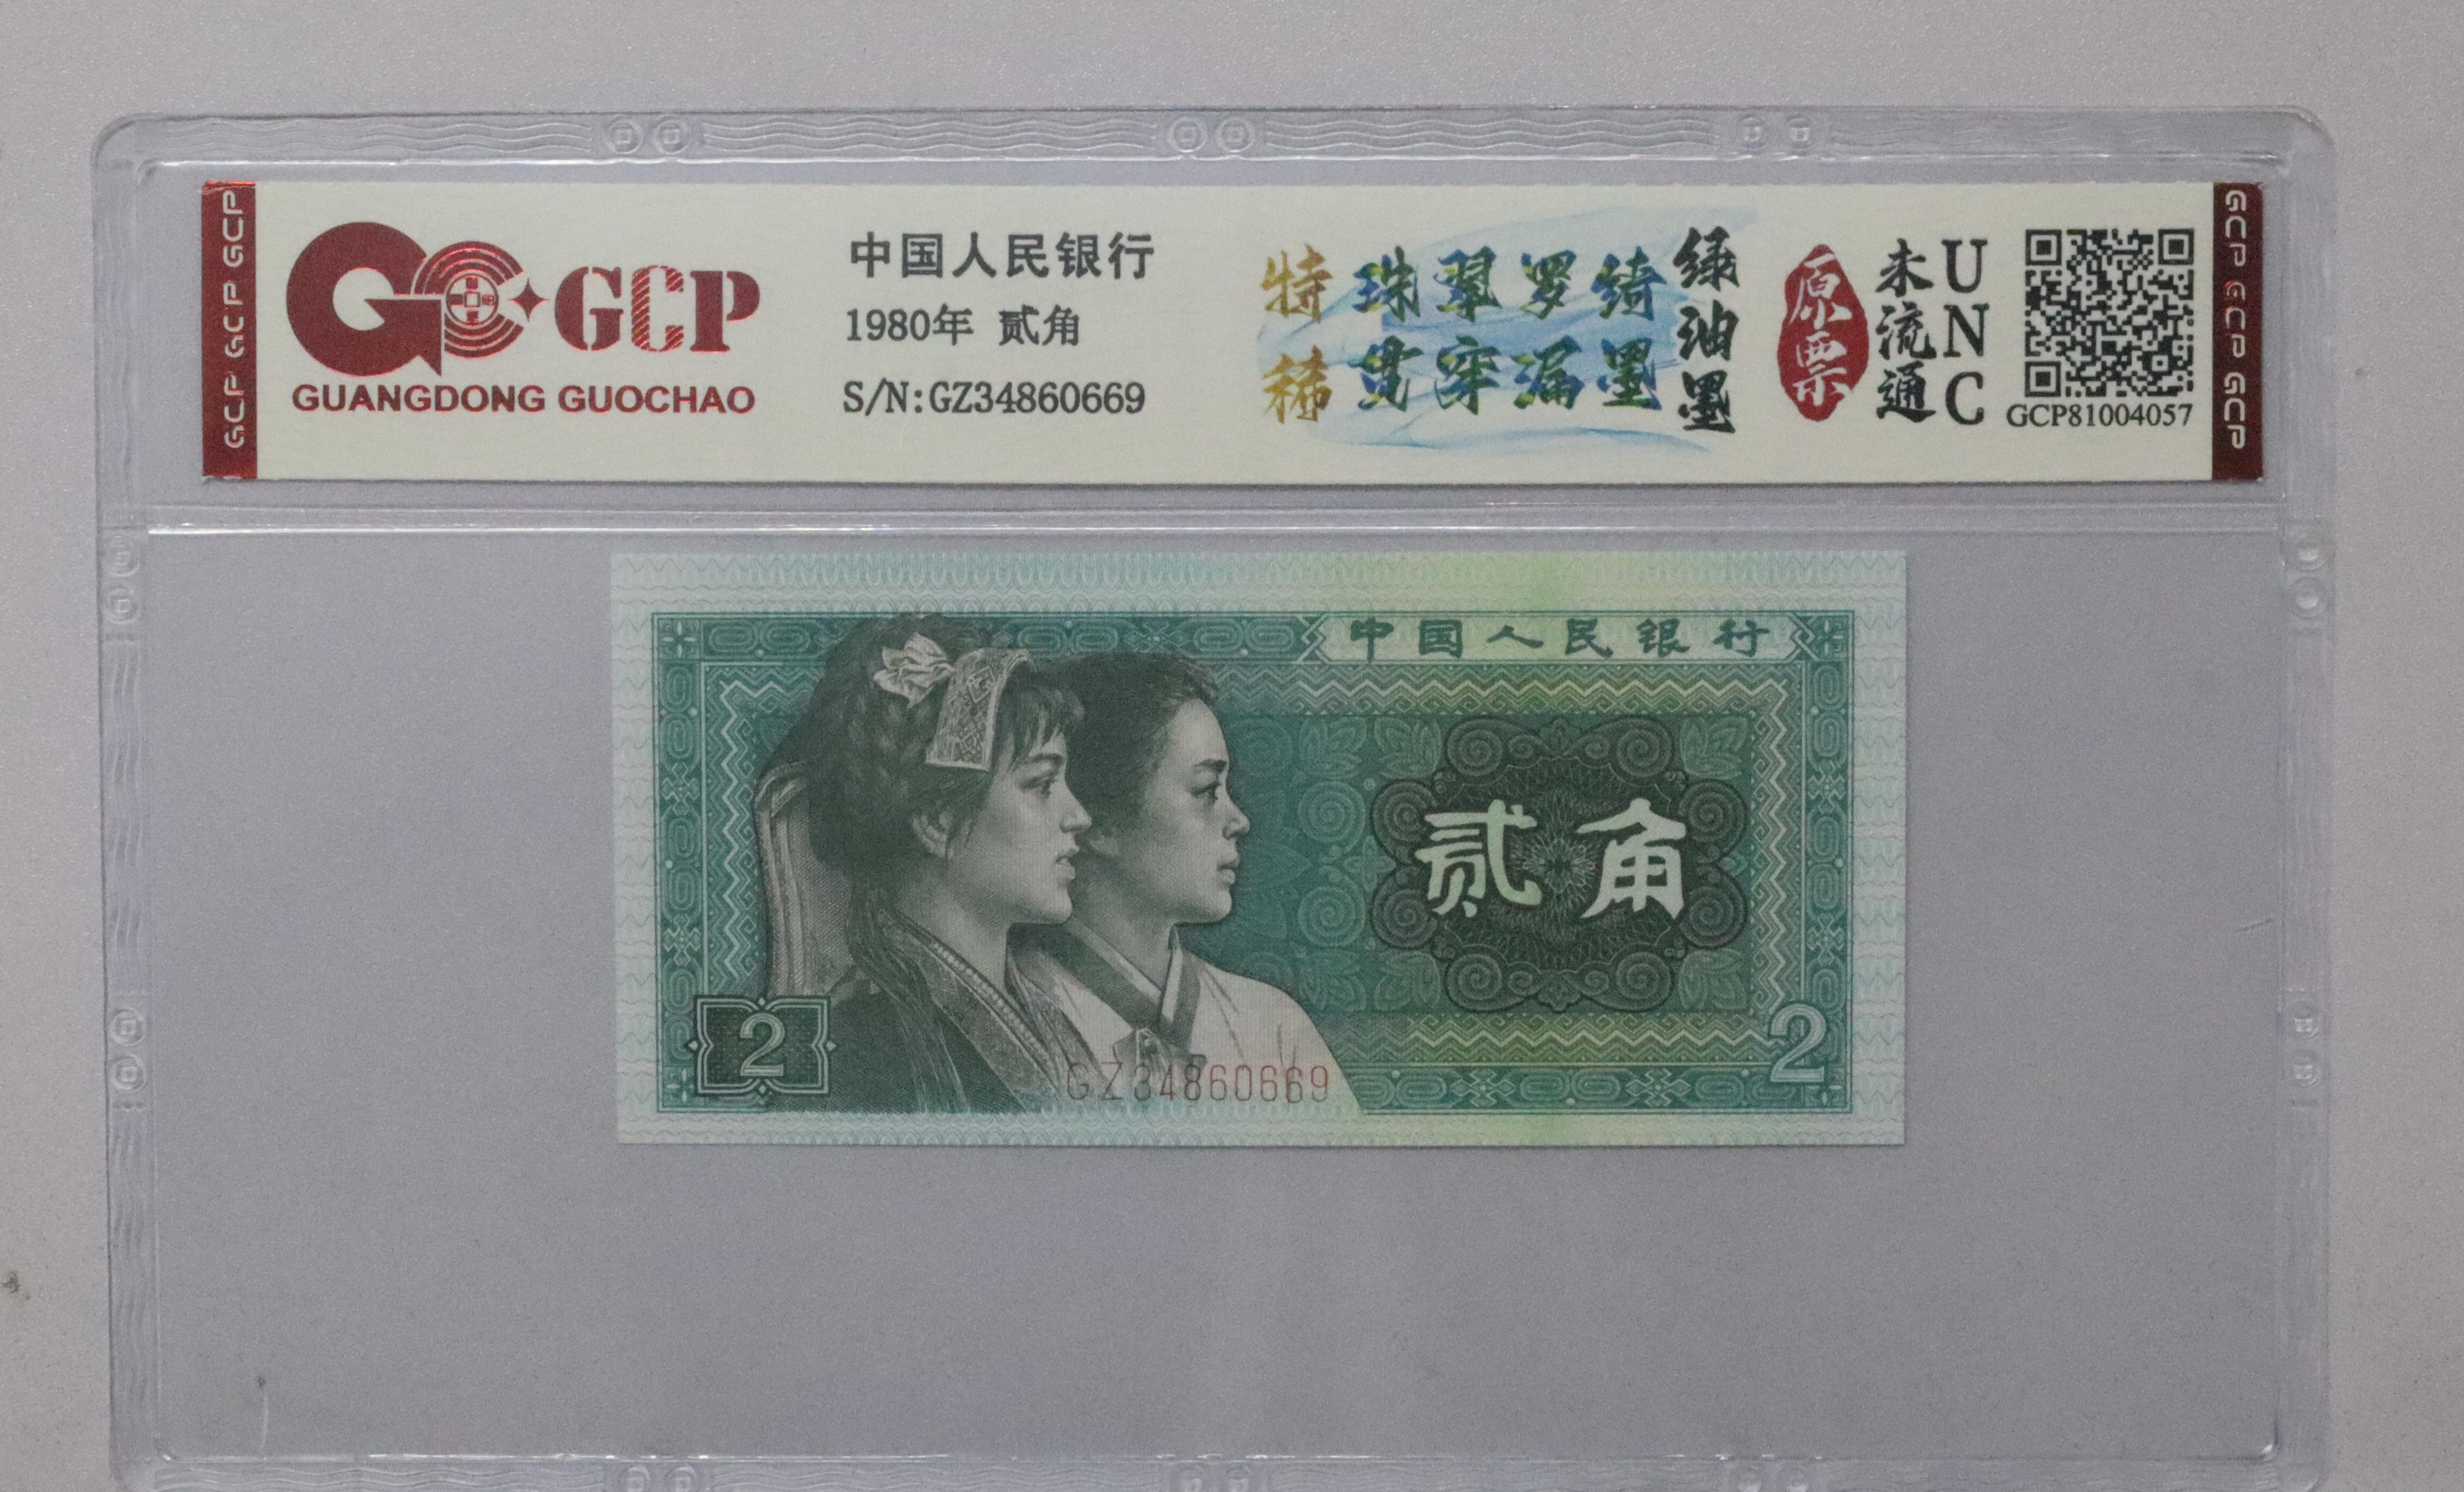 GCP GCP GCP
GCP
GUANGDONG GUOCHAO
中国人民银行
1980年 贰角
S/N:GZ34860669
特稀
珠翠罗绮
贯穿漏墨
绿油墨
原票
未流通
UNC
GCP81004057
GCP GCP GCP
中国人民银行
贰角
2
2
GZ34860669